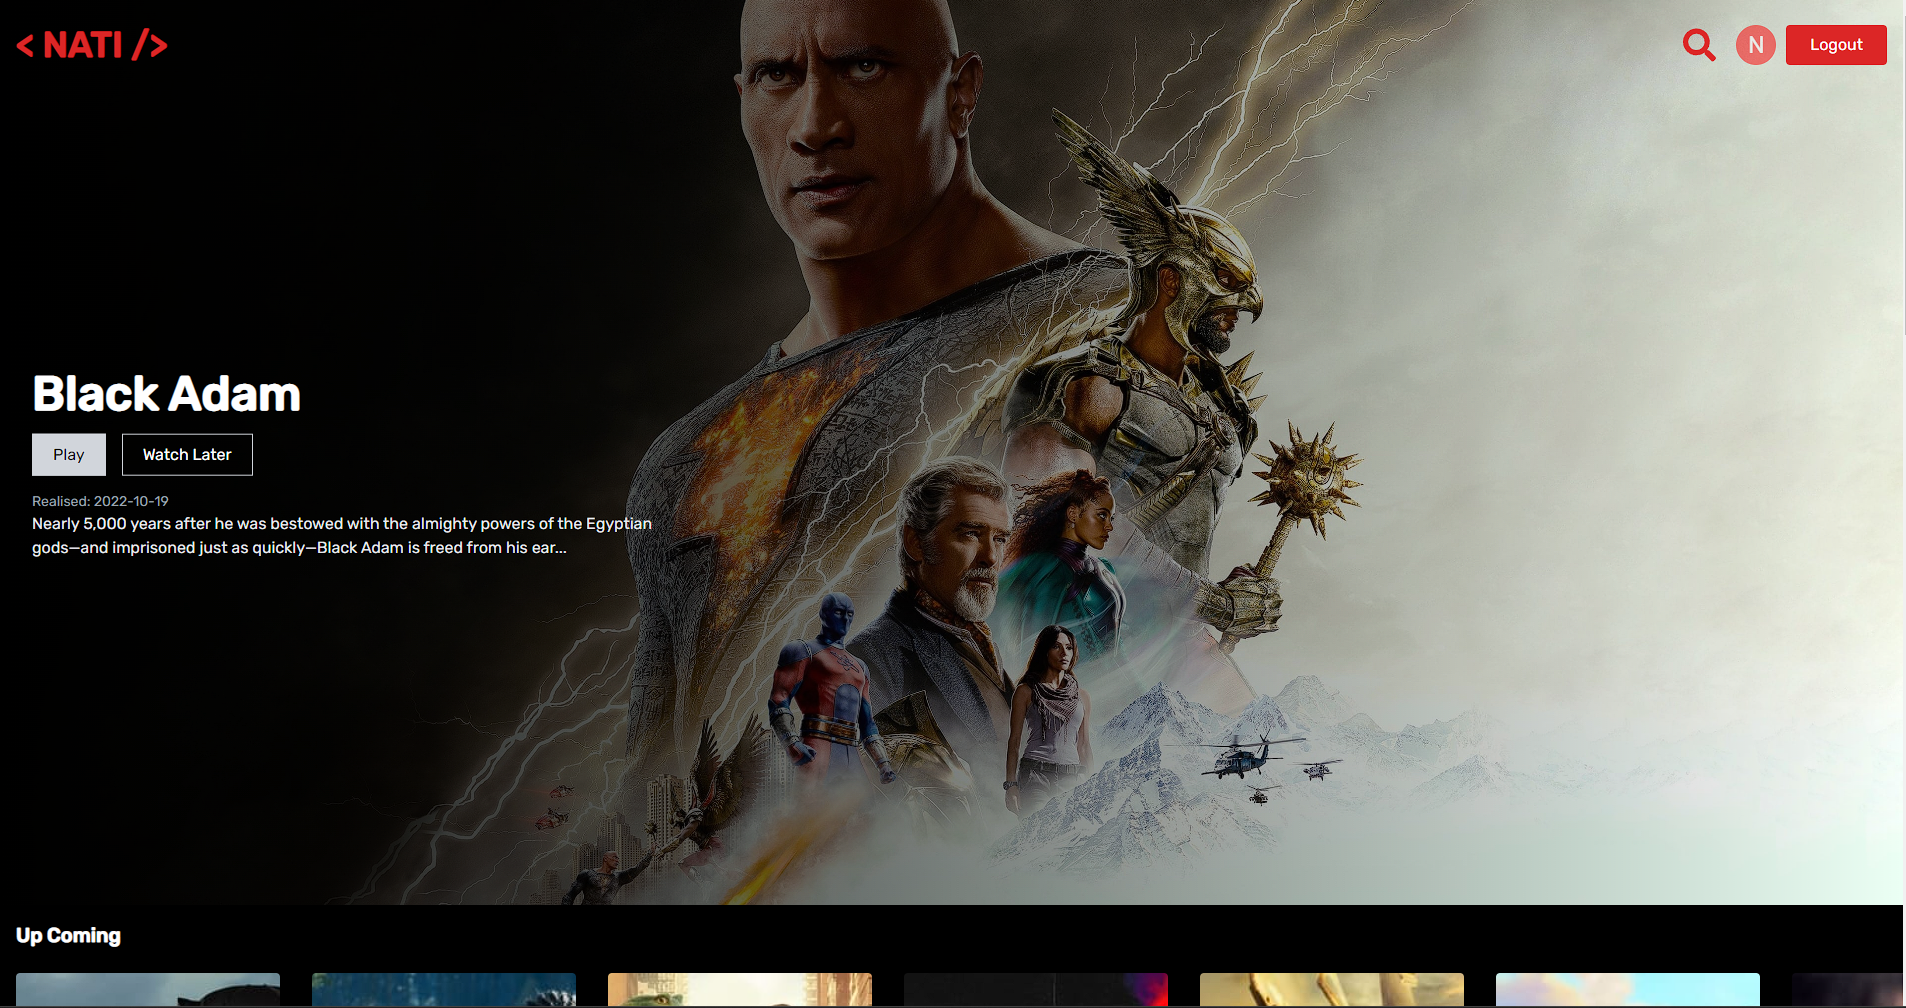 < NATI />
N
Logout
Black Adam
Play
Watch Later
Realised: 2022-10-19
Nearly 5,000 years after he was bestowed with the almighty powers of the Egyptian
gods—and imprisoned just as quickly—Black Adam is freed from his ear...
Up Coming